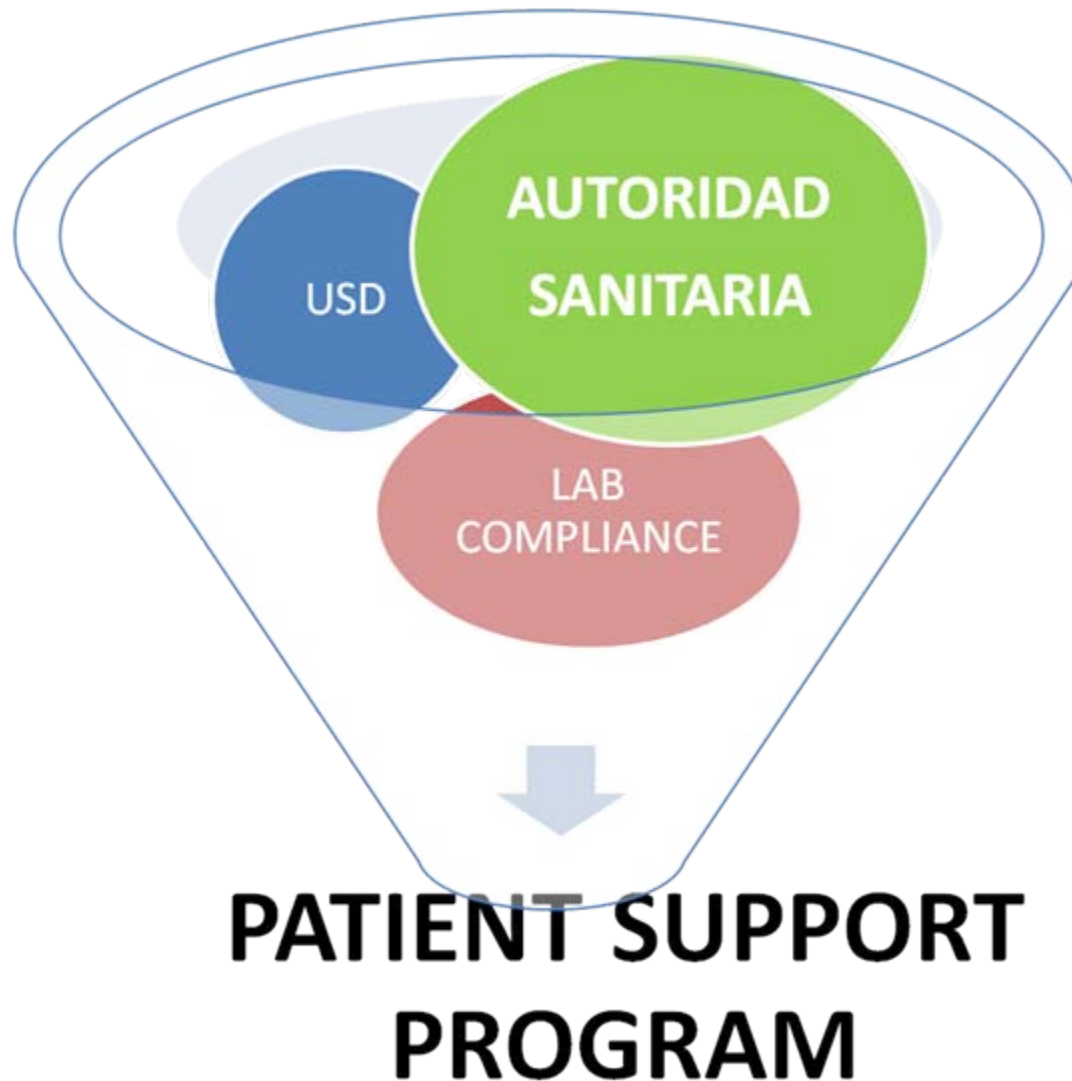 AUTORIDAD
SANITARIA
USD
LAB
COMPLIANCE
PATIENT SUPPORT
PROGRAM